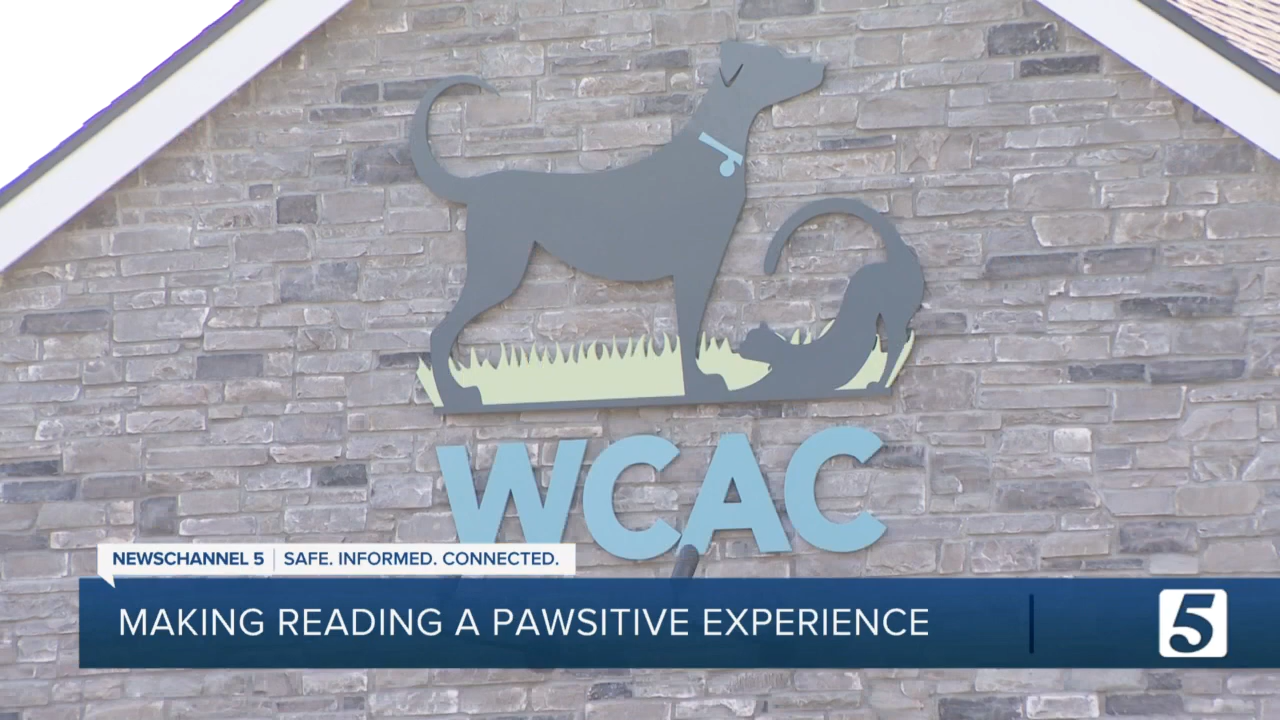 WCAC
NEWSCHANNEL 5 | SAFE. INFORMED. CONNECTED.
MAKING READING A PAWSITIVE EXPERIENCE
5